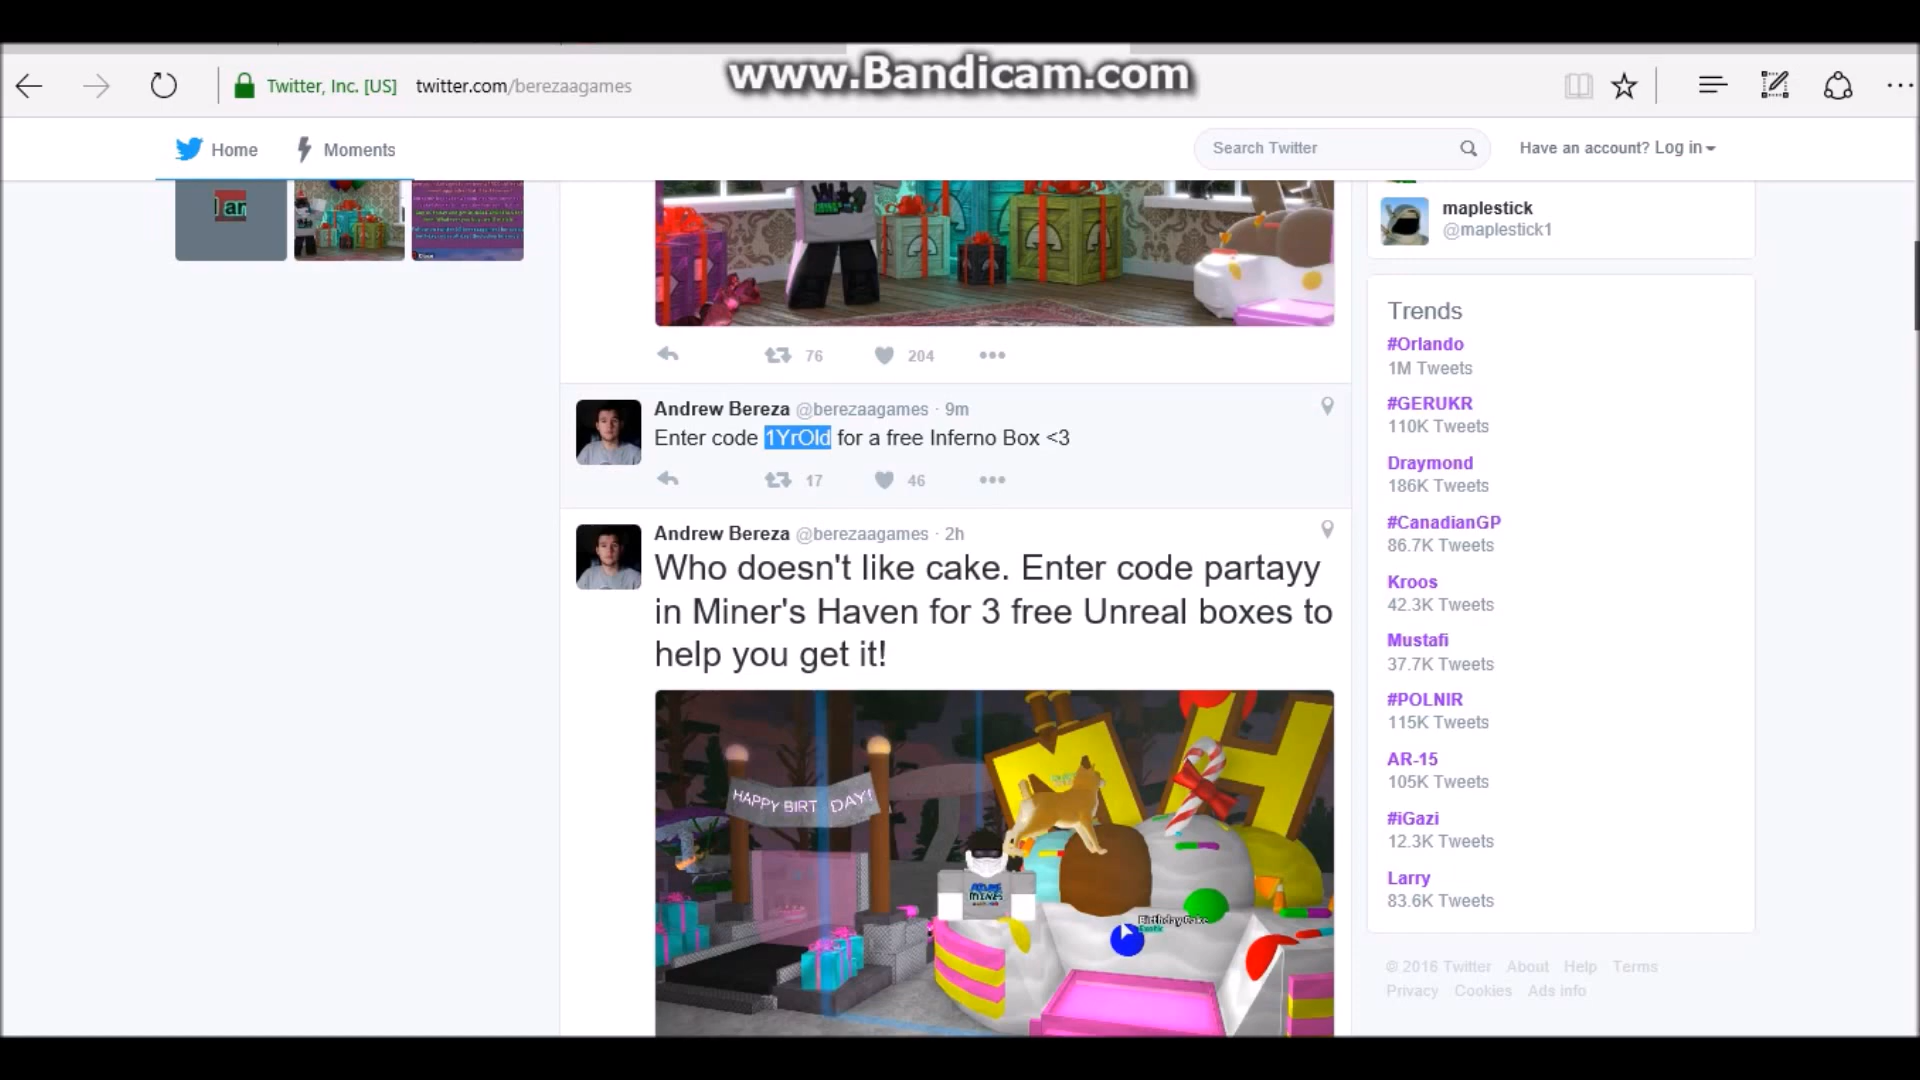 www.Bandicam.com
Twitter, Inc. [US] twitter.com/berezaagames
Home Moments
Search Twitter
Have an account? Log in
maplestick
@maplestick1
76 204
Andrew Bereza @berezaagames · 9m
Enter code 1YrOld for a free Inferno Box <3
17 46
Andrew Bereza @berezaagames · 2h
Who doesn't like cake. Enter code partayy
in Miner's Haven for 3 free Unreal boxes to
help you get it!
HAPPY BIRT DAY!
M H
Birthday Cake
Exotic
Trends
#Orlando
1M Tweets
#GERUKR
110K Tweets
Draymond
186K Tweets
#CanadianGP
86.7K Tweets
Kroos
42.3K Tweets
Mustafi
37.7K Tweets
#POLNIR
115K Tweets
AR-15
105K Tweets
#iGazi
12.3K Tweets
Larry
83.6K Tweets
© 2016 Twitter About Help Terms
Privacy Cookies Ads info